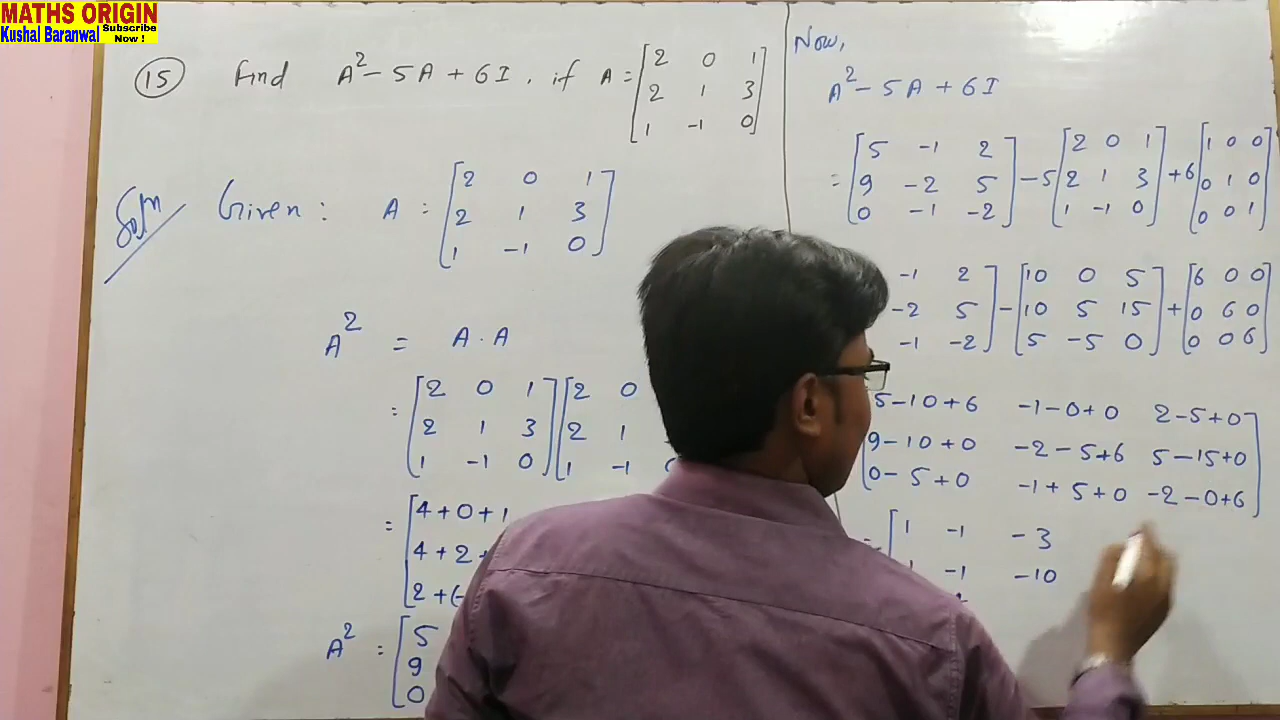 MATHS ORIGIN
Kushal Baranwal Subscribe Now !
(15) Find A² - 5A + 6I, if A = [2 0 1
2 1 3
1 -1 0]
Soln Given : A = [2 0 1
2 1 3
1 -1 0]
A² = A . A
= [2 0 1] [2 0
2 1 3 2 1
1 -1 0] 1 -1
= [4+0+1
4+2+
2+
A² = [5
9
0
Now,
A² - 5A + 6I
= [5 -1 2] - 5 [2 0 1] + 6 [1 0 0
9 -2 5 2 1 3 0 1 0
0 -1 -2 1 -1 0 0 0 1]
-1 2] - [10 0 5] + [6 0 0]
-2 5 10 5 15 0 6 0
-1 -2 5 -5 0 0 0 6
5-10+6 -1-0+0 2-5+0
9-10+0 -2-5+6 5-15+0
0-5+0 -1+5+0 -2-0+6
= [1 -1 -3
-1 -10